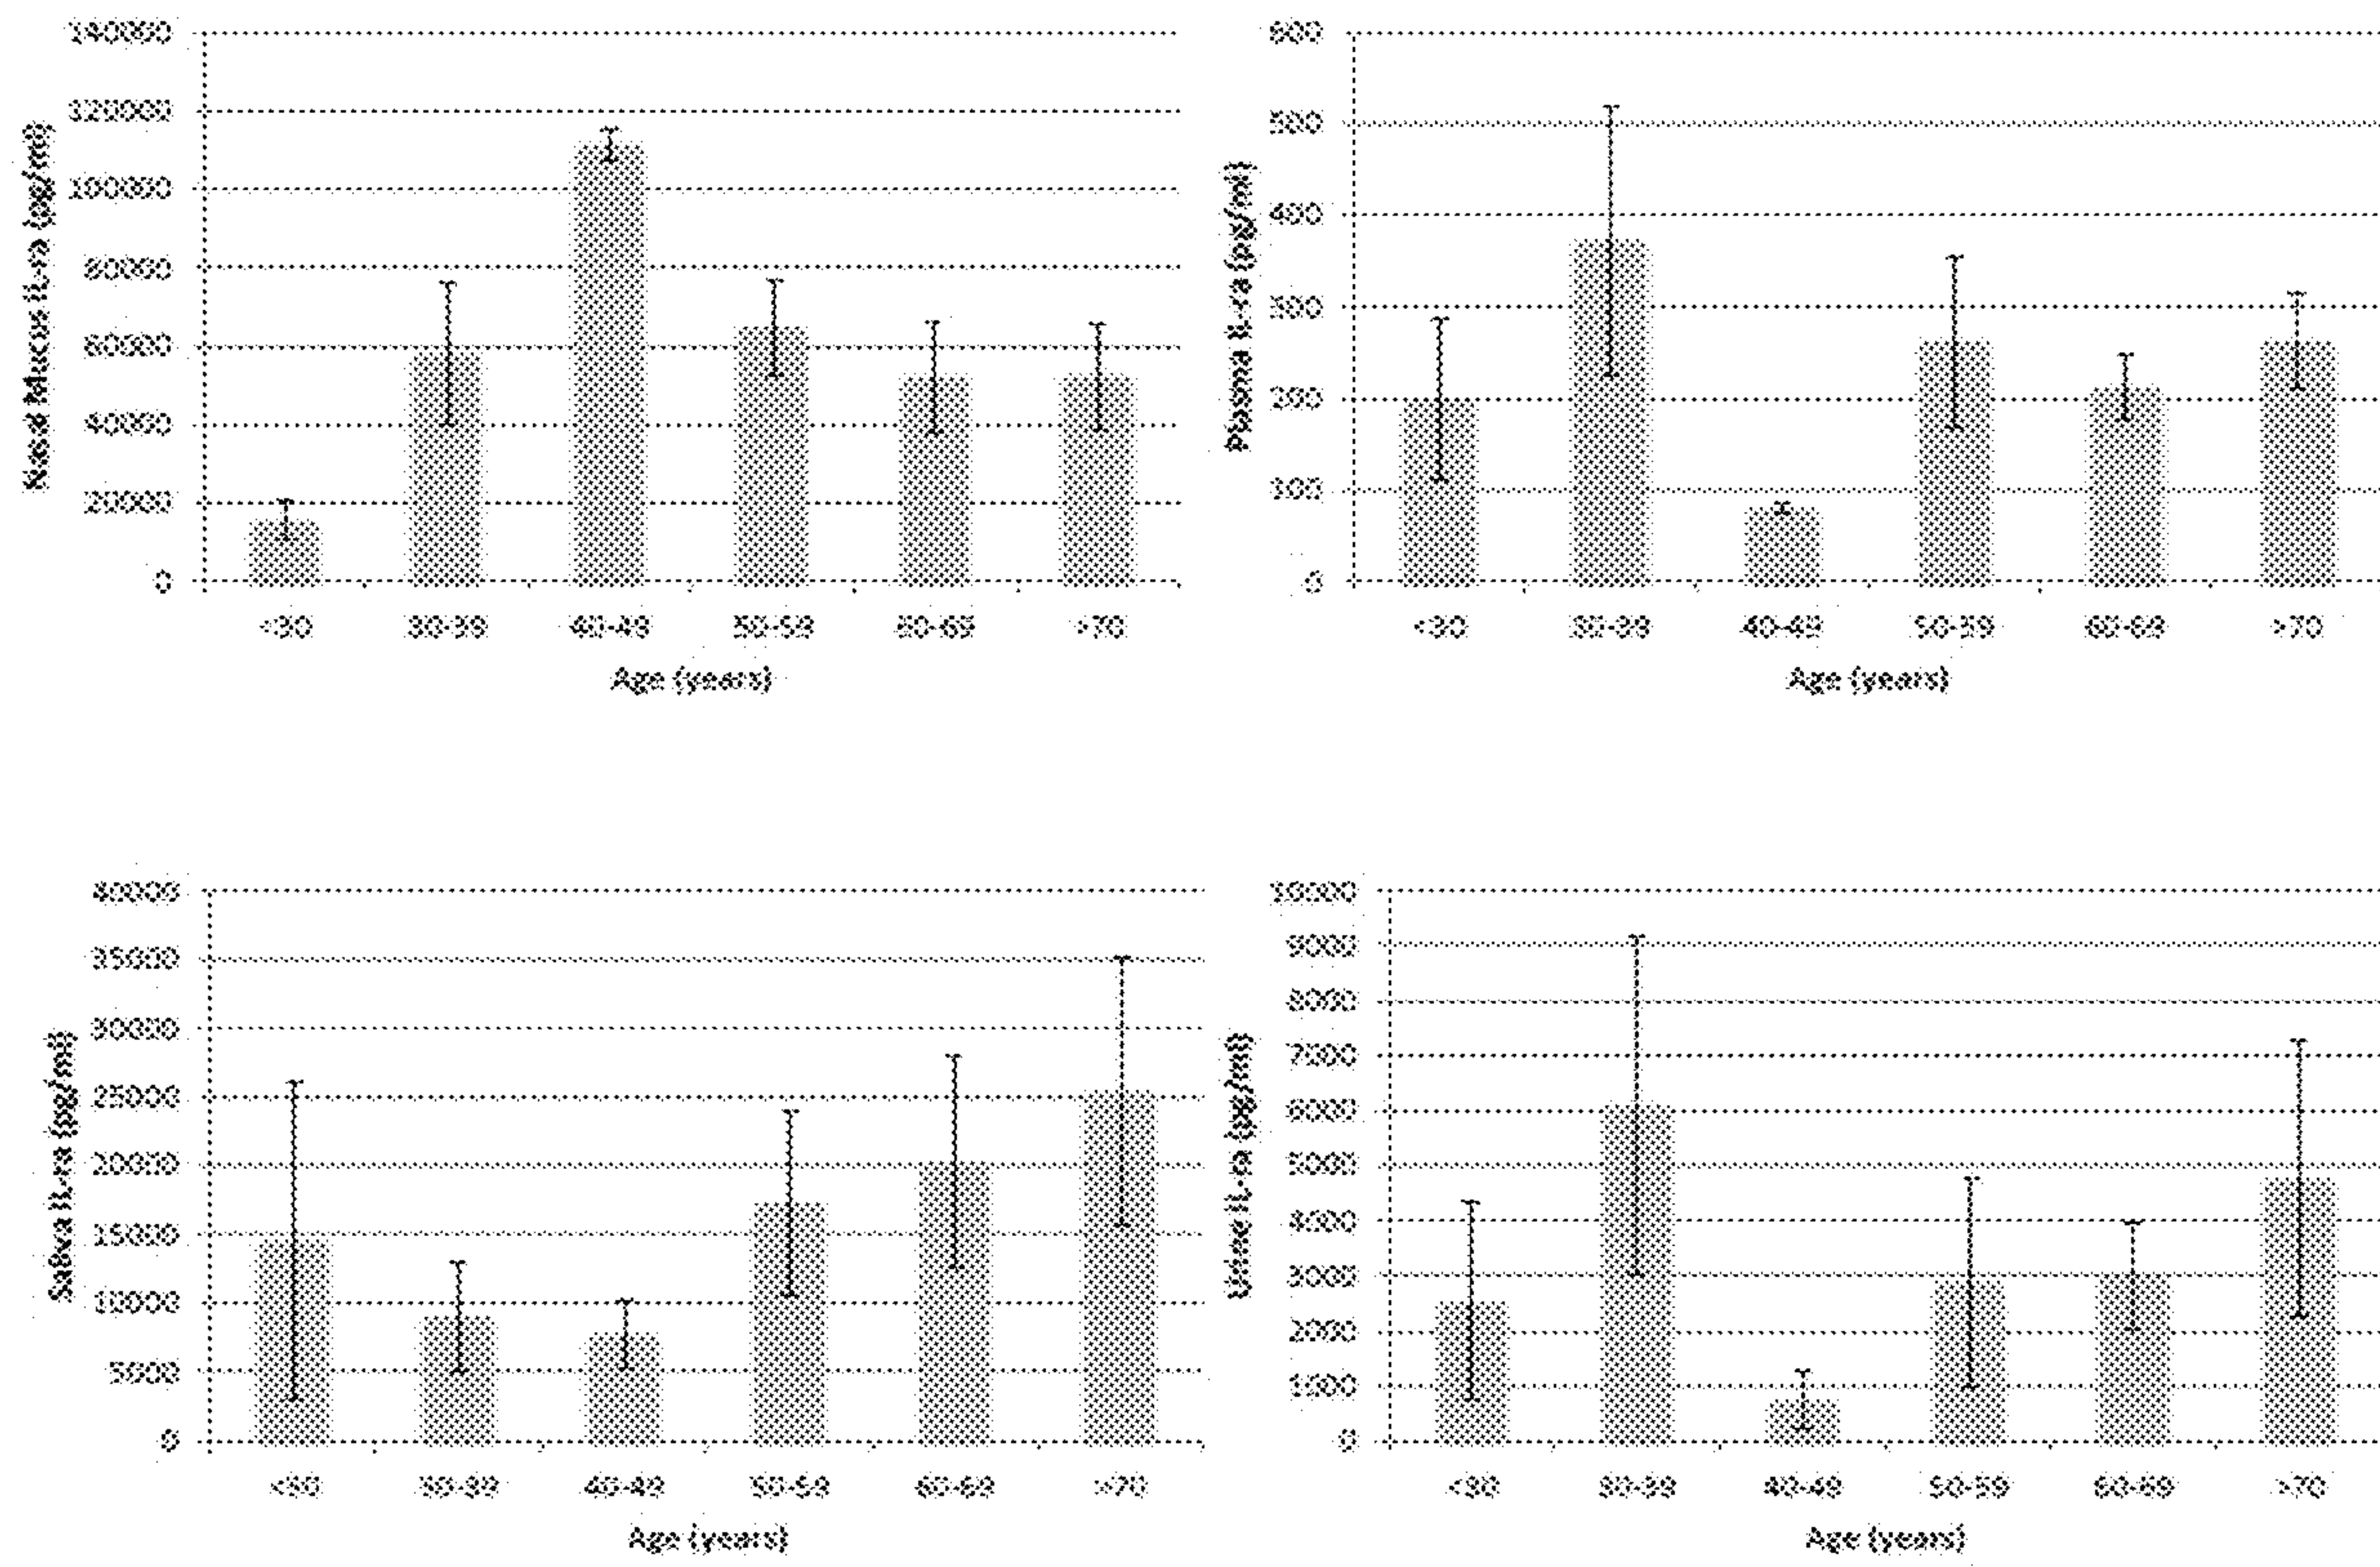 140000
120000
100000
80000
60000
40000
20000
0
Nasal Mucus IL-ra (pg/ml)
<30 30-39 40-49 50-59 60-69 >70
Age (years)
600
500
400
300
200
100
0
Plasma IL-ra (pg/ml)
<30 30-39 40-49 50-59 60-69 >70
Age (years)
40000
35000
30000
25000
20000
15000
10000
5000
0
Saliva IL-ra (pg/ml)
<30 30-39 40-49 50-59 60-69 >70
Age (years)
10000
9000
8000
7000
6000
5000
4000
3000
2000
1000
0
Urine IL-ra (pg/ml)
<30 30-39 40-49 50-59 60-69 >70
Age (years)